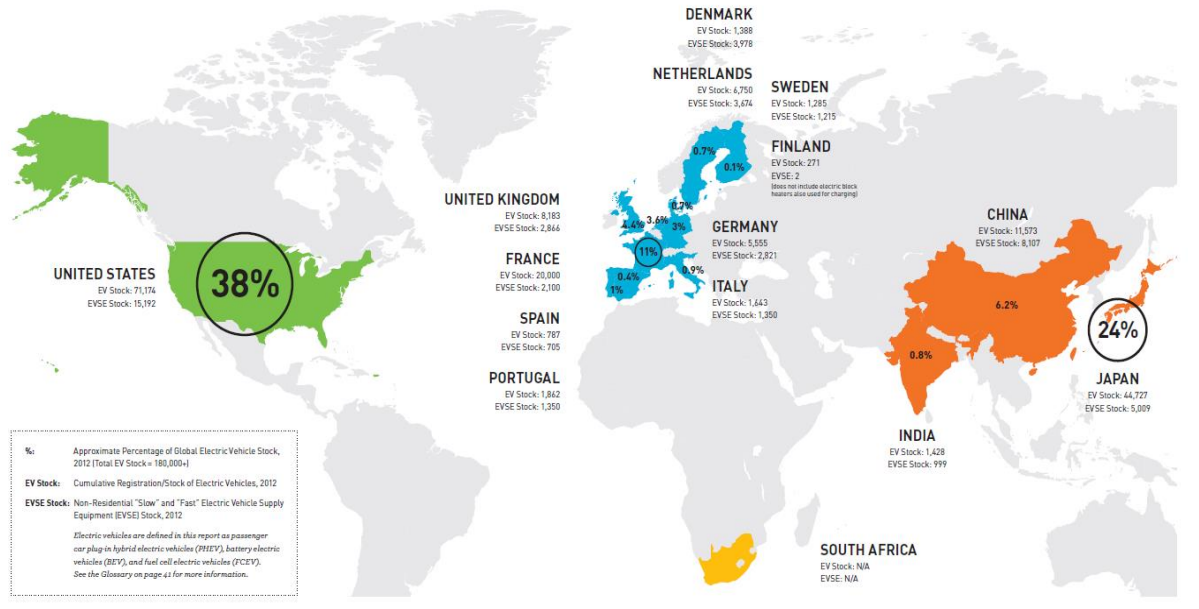 DENMARK
EV Stock: 1,388
EVSE Stock: 3,978
NETHERLANDS
EV Stock: 6,750
EVSE Stock: 3,674
SWEDEN
EV Stock: 1,285
EVSE Stock: 1,215
FINLAND
EV Stock: 271
EVSE: 2
(does not include electric block
heaters also used for charging)
UNITED KINGDOM
EV Stock: 8,183
EVSE Stock: 2,866
FRANCE
EV Stock: 20,000
EVSE Stock: 2,100
SPAIN
EV Stock: 787
EVSE Stock: 705
PORTUGAL
EV Stock: 1,862
EVSE Stock: 1,350
0.7%
0.1%
0.7%
4.4%
3.6%
3%
11%
0.9%
0.4%
1%
GERMANY
EV Stock: 5,555
EVSE Stock: 2,821
ITALY
EV Stock: 1,643
EVSE Stock: 1,350
UNITED STATES
EV Stock: 71,174
EVSE Stock: 15,192
38%
CHINA
EV Stock: 11,573
EVSE Stock: 8,107
6.2%
0.8%
24%
JAPAN
EV Stock: 44,727
EVSE Stock: 5,009
INDIA
EV Stock: 1,428
EVSE Stock: 999
SOUTH AFRICA
EV Stock: N/A
EVSE: N/A
%: Approximate Percentage of Global Electric Vehicle Stock,
2012 (Total EV Stock = 180,000+)
EV Stock: Cumulative Registration/Stock of Electric Vehicles, 2012
EVSE Stock: Non-Residential "Slow" and "Fast" Electric Vehicle Supply
Equipment (EVSE) Stock, 2012
Electric vehicles are defined in this report as passenger
car plug-in hybrid electric vehicles (PHEV), battery electric
vehicles (BEV), and fuel cell electric vehicles (FCEV).
See the Glossary on page 41 for more information.